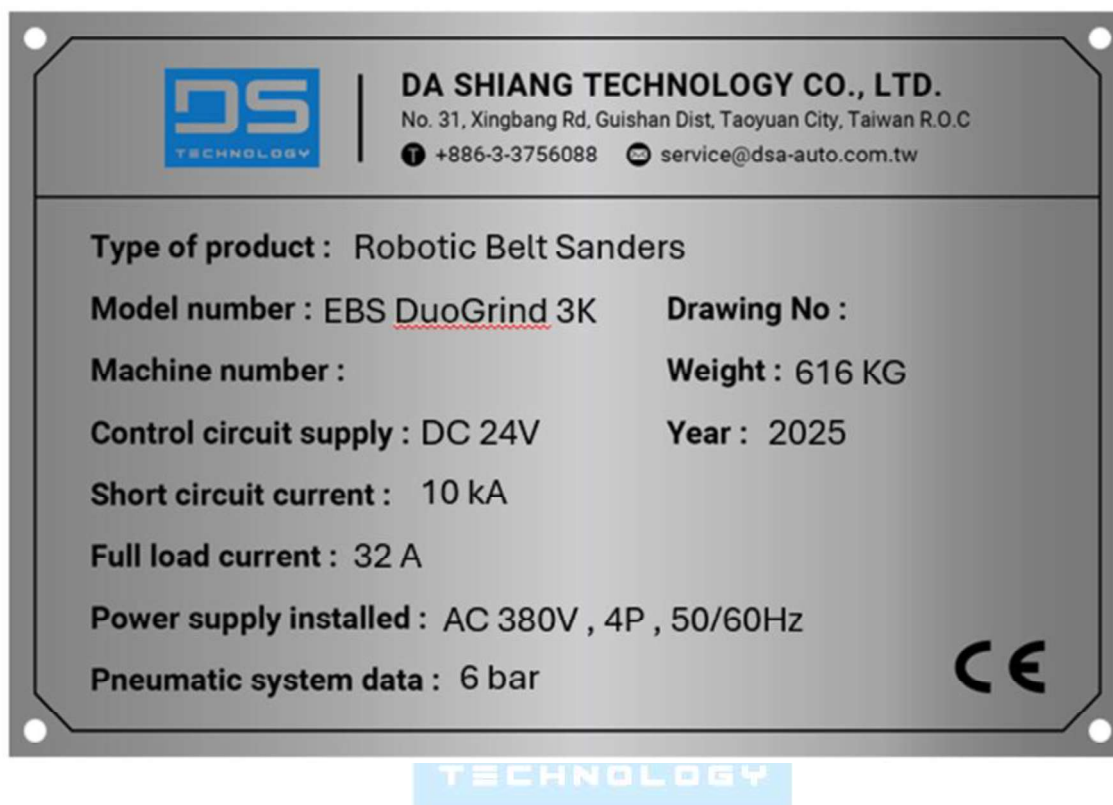 DS
TECHNOLOGY
DA SHIANG TECHNOLOGY CO., LTD.
No. 31, Xingbang Rd, Guishan Dist, Taoyuan City, Taiwan R.O.C
T +886-3-3756088 service@dsa-auto.com.tw
Type of product : Robotic Belt Sanders
Model number : EBS DuoGrind 3K Drawing No :
Machine number : Weight : 616 KG
Control circuit supply : DC 24V Year : 2025
Short circuit current : 10 kA
Full load current : 32 A
Power supply installed : AC 380V , 4P , 50/60Hz
Pneumatic system data : 6 bar
CE
TECHNOLOGY